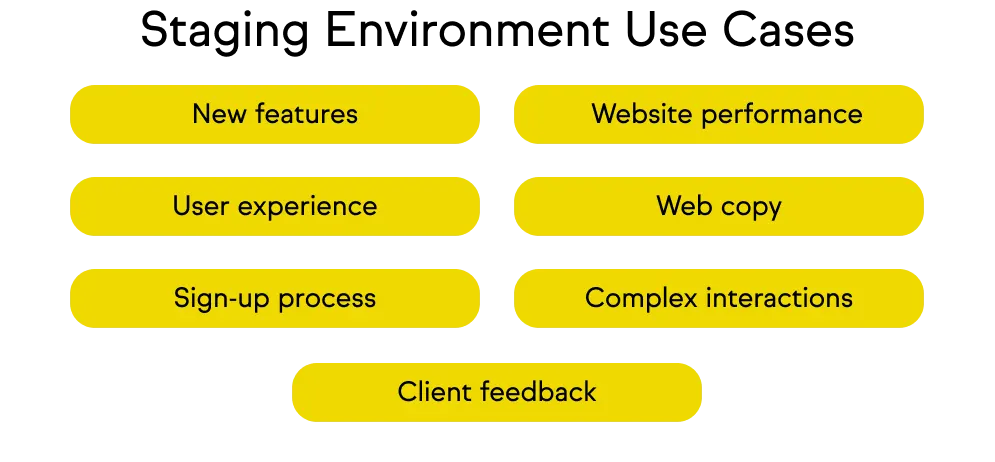 Staging Environment Use Cases
New features
Website performance
User experience
Web copy
Sign-up process
Complex interactions
Client feedback